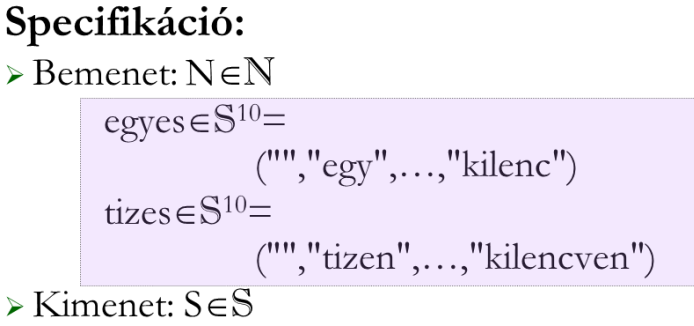 Specifikáció:
➢ Bemenet: N∈ℕ
egyes∈𝕊¹⁰=
("","egy",…,"kilenc")
tizes∈𝕊¹⁰=
("","tizen",…,"kilencven")
➢ Kimenet: S∈𝕊